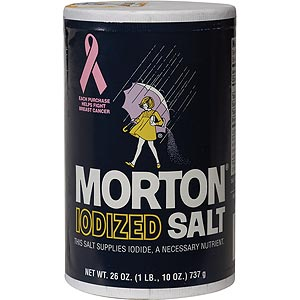 EACH PURCHASE
HELPS FIGHT
BREAST CANCER
MORTON®
IODIZED SALT
THIS SALT SUPPLIES IODIDE, A NECESSARY NUTRIENT.
NET WT. 26 OZ. (1 LB., 10 OZ.) 737 g